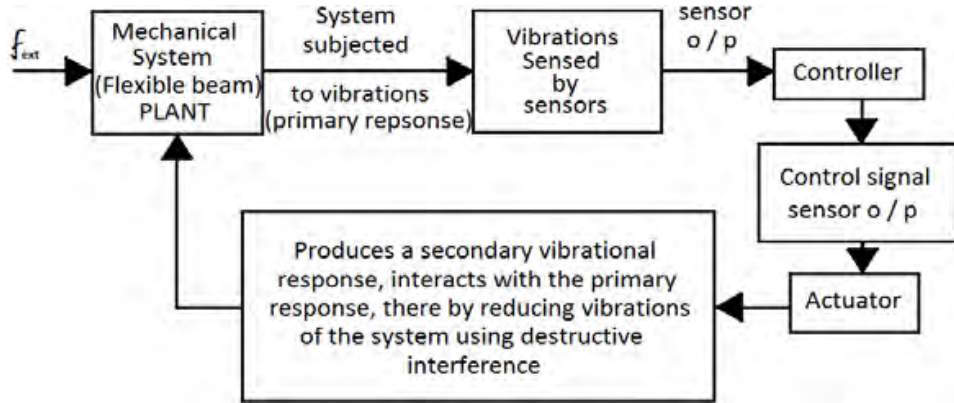 fext
Mechanical
System
(Flexible beam)
PLANT
System
subjected
to vibrations
(primary repsonse)
Vibrations
Sensed
by
sensors
sensor
o / p
Controller
Control signal
sensor o / p
Actuator
Produces a secondary vibrational
response, interacts with the primary
response, there by reducing vibrations
of the system using destructive
interference